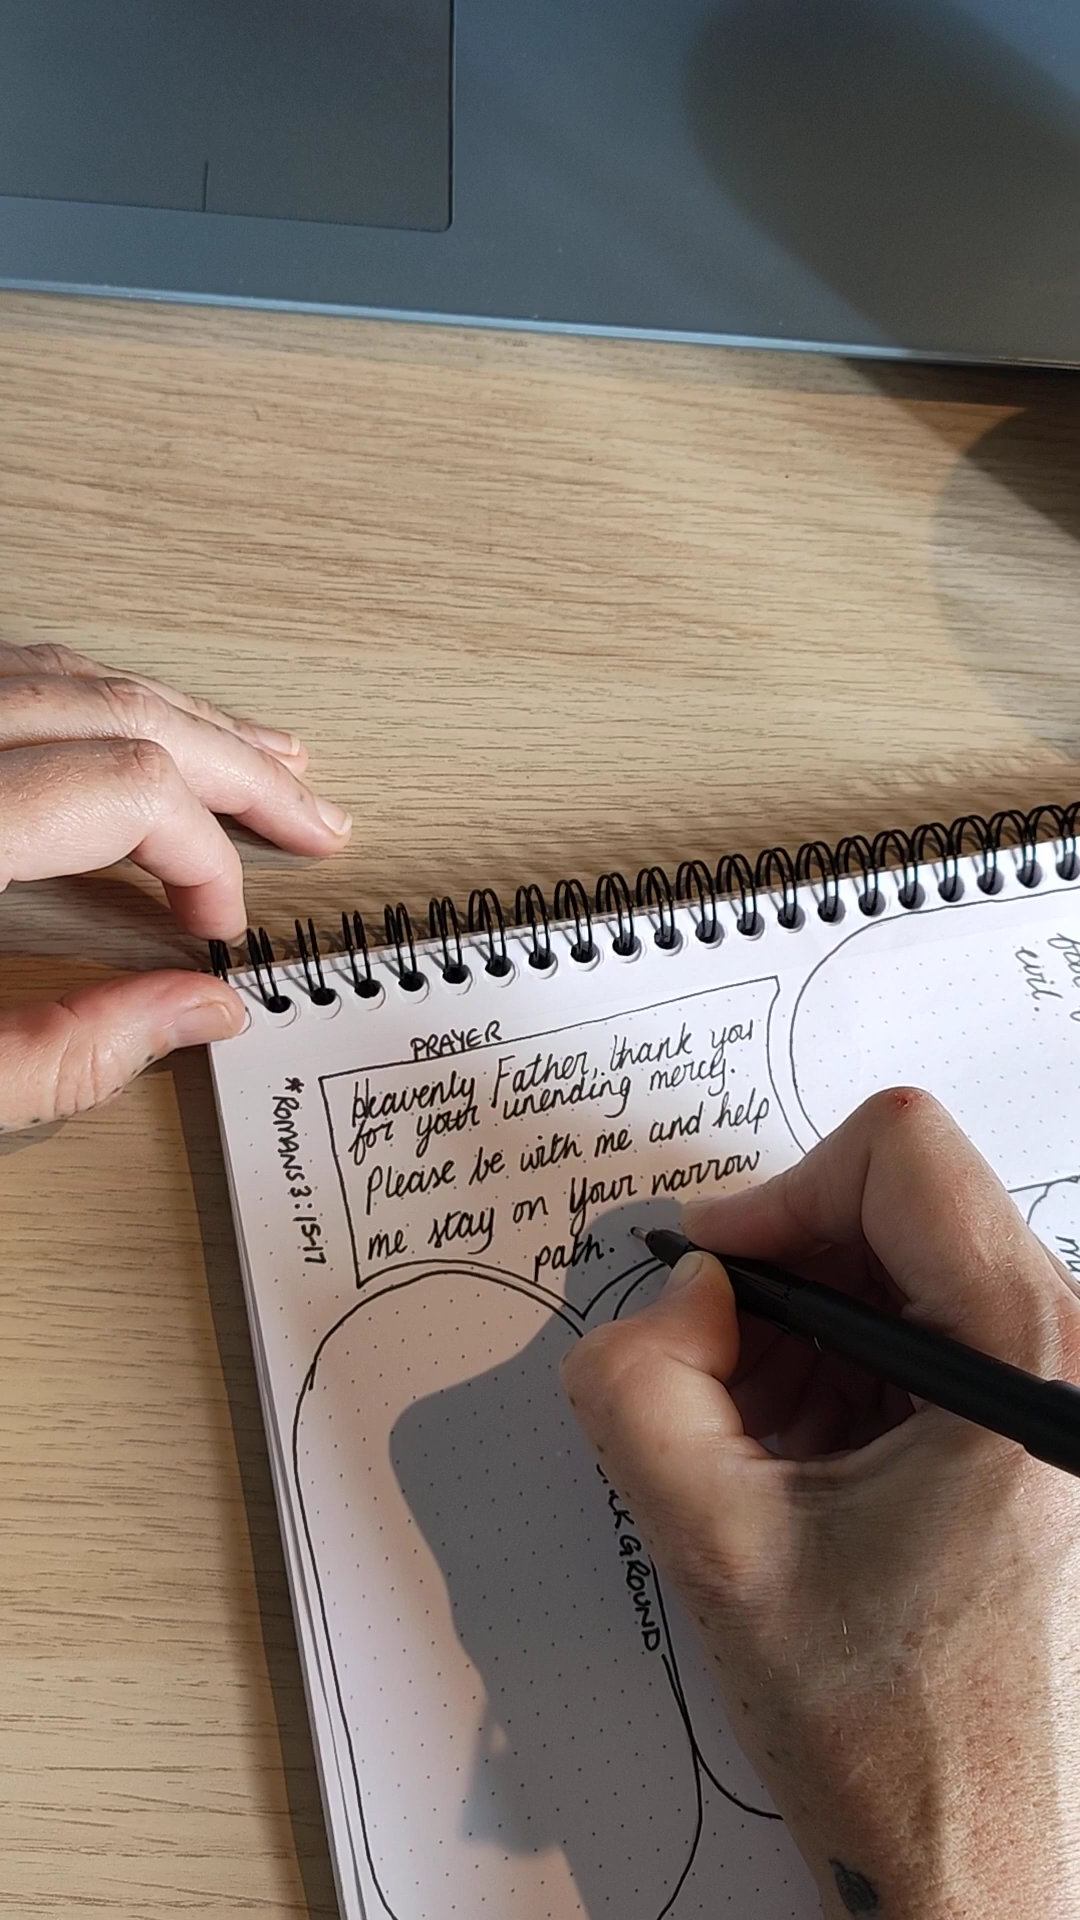 PRAYER
Heavenly Father, thank you
for your unending mercy.
Please be with me and help
me stay on Your narrow
path.
*ROMANS 3:15-17
evil.
GROUND
my